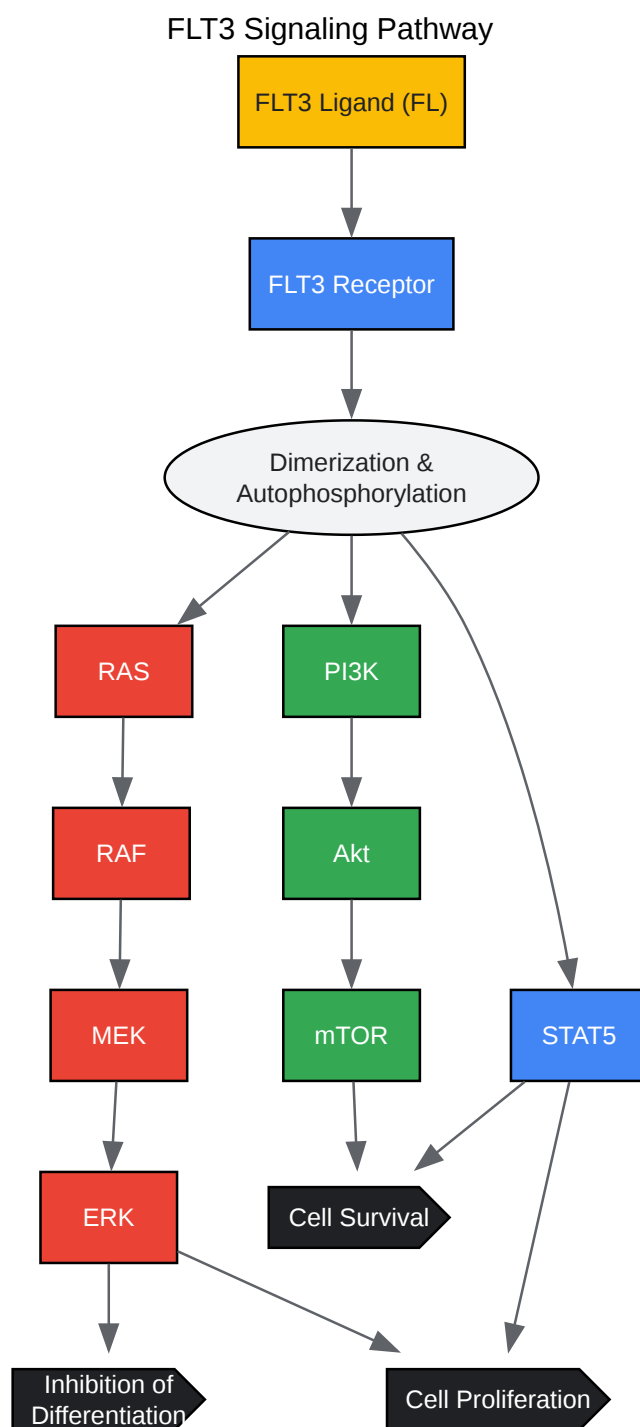 FLT3 Signaling Pathway
FLT3 Ligand (FL)
FLT3 Receptor
Dimerization &
Autophosphorylation
RAS
PI3K
RAF
Akt
MEK
mTOR
STAT5
ERK
Cell Survival
Inhibition of
Differentiation
Cell Proliferation